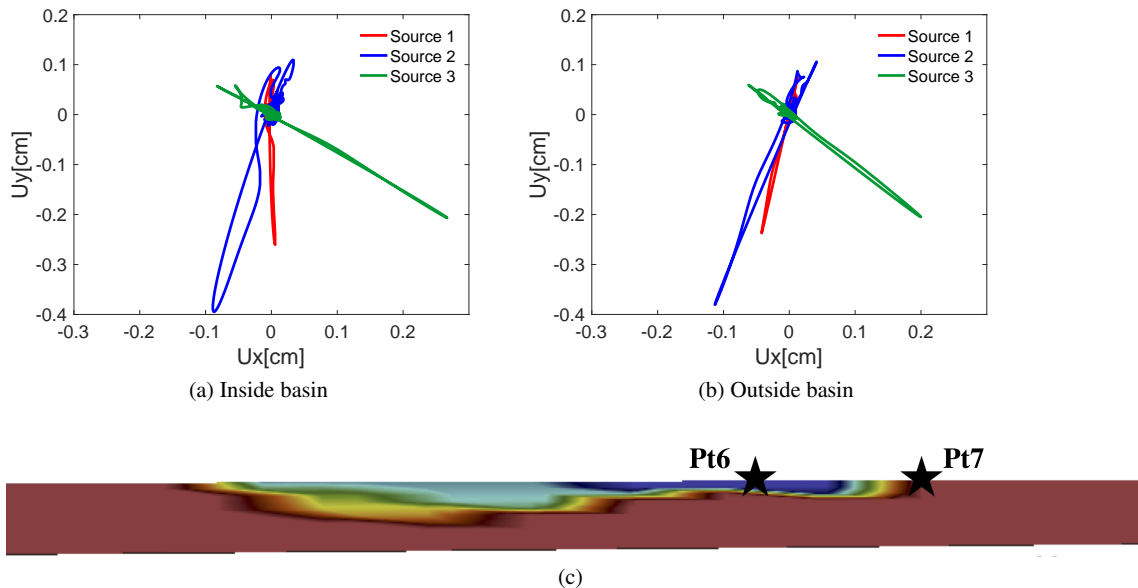 0.2
0.1
0
-0.1
-0.2
-0.3
-0.4
Uy[cm]
-0.3
-0.2
-0.1
0
0.1
0.2
Ux[cm]
Source 1
Source 2
Source 3
(a) Inside basin
0.2
0.1
0
-0.1
-0.2
-0.3
-0.4
Uy[cm]
-0.3
-0.2
-0.1
0
0.1
0.2
Ux[cm]
Source 1
Source 2
Source 3
(b) Outside basin
Pt6
Pt7
(c)